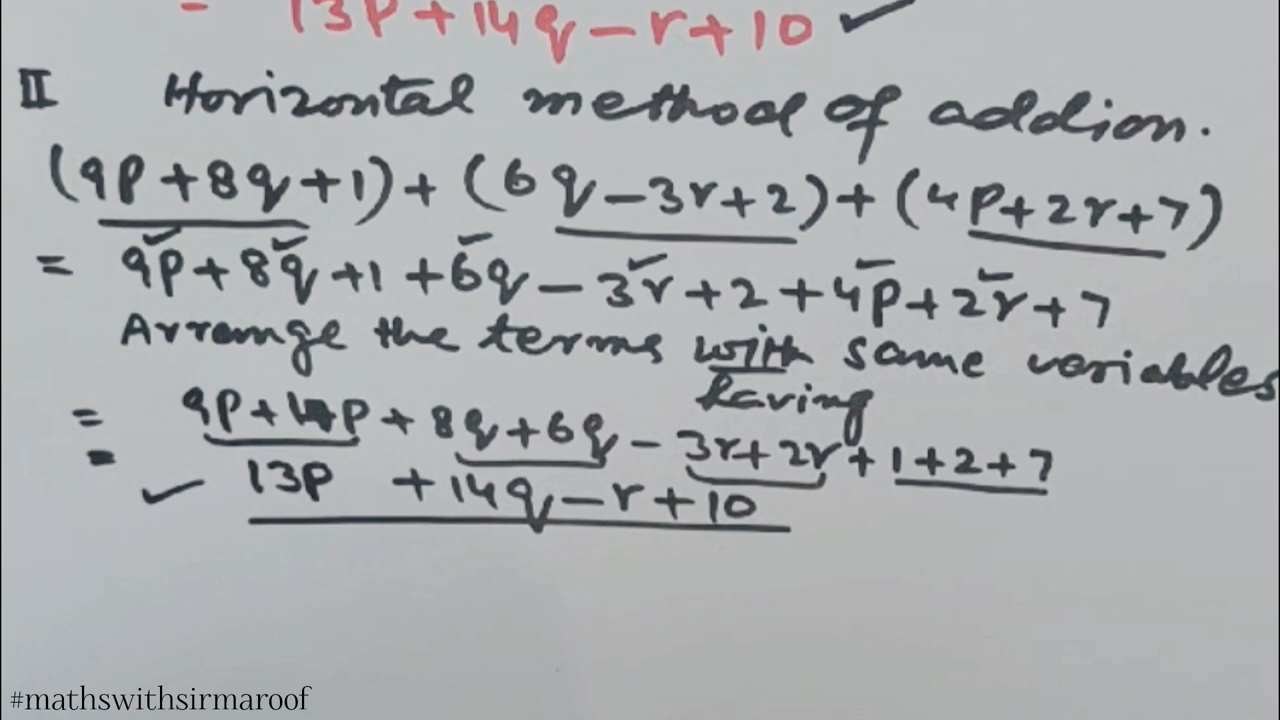 = 13p+14q-r+10 ✓
II Horizontal method of addion.
(9p+8q+1)+(6q-3r+2)+(4p+2r+7)
= 9p+8q+1+6q-3r+2+4p+2r+7
Arrange the terms with same variables
having
= 9p+4p+8q+6q-3r+2r+1+2+7
= 13p+14q-r+10
#mathswithsirmaroof